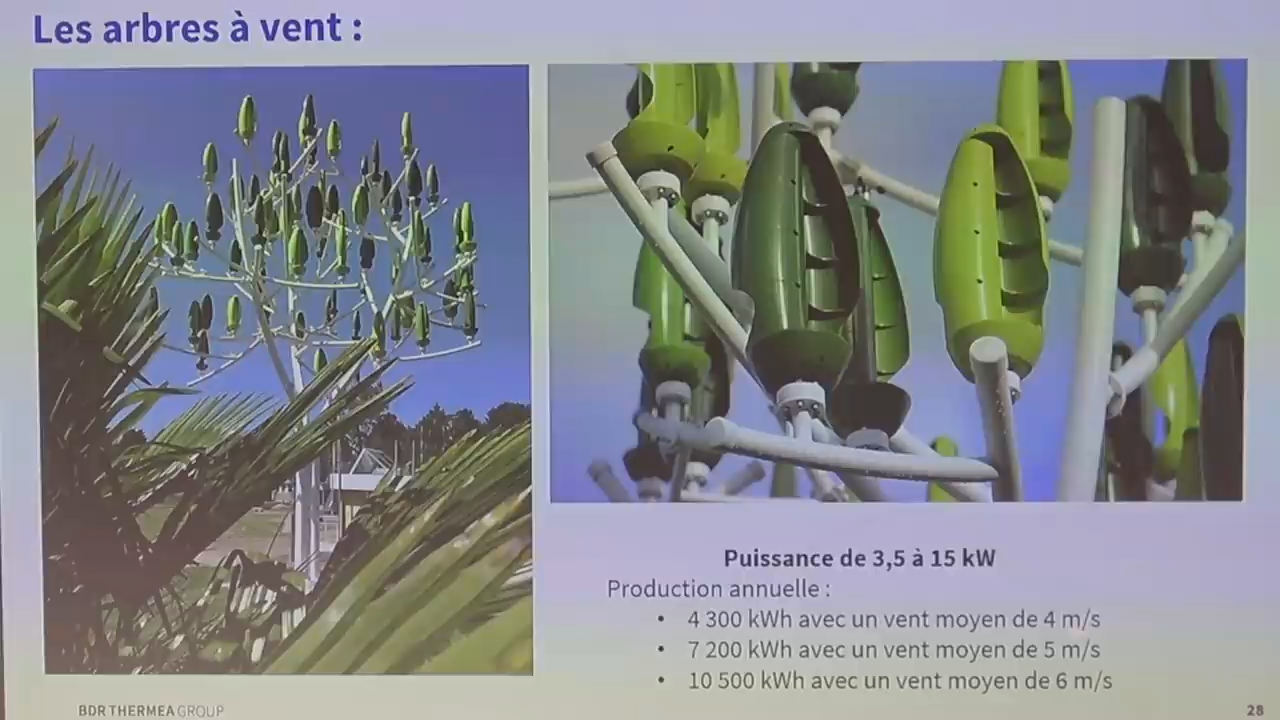 Les arbres à vent :
Puissance de 3,5 à 15 kW
Production annuelle :
• 4 300 kWh avec un vent moyen de 4 m/s
• 7 200 kWh avec un vent moyen de 5 m/s
• 10 500 kWh avec un vent moyen de 6 m/s
BDR THERMEA GROUP
28